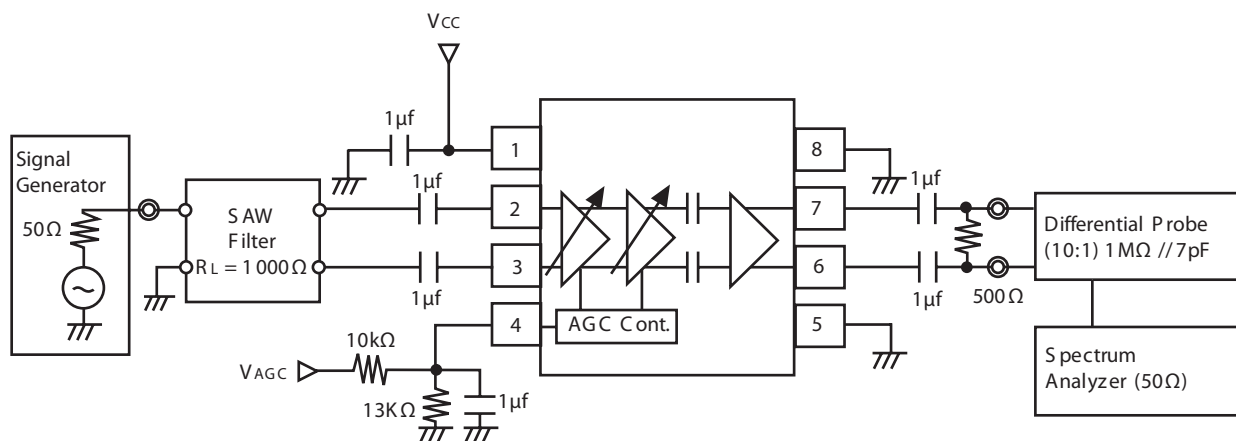 VCC
1µf
Signal
Generator
50Ω
SAW
Filter
RL = 1000Ω
1µf
1µf
1
2
3
4
AGC Cont.
8
7
6
5
1µf
1µf
500Ω
Differential Probe
(10:1) 1MΩ //7pF
Spectrum
Analyzer (50Ω)
VAGC
10kΩ
13KΩ
1µf